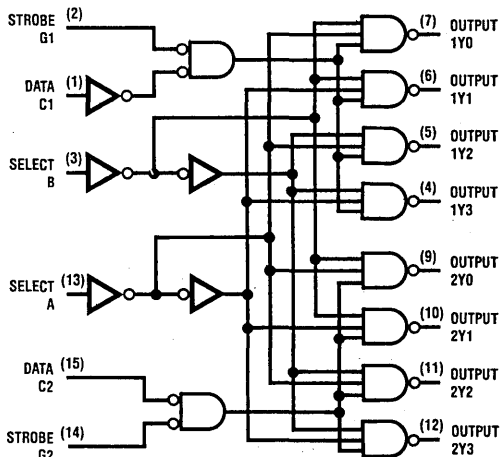 STROBE (2)
G1
DATA (1)
C1
SELECT (3)
B
SELECT (13)
A
DATA (15)
C2
STROBE (14)
G2
(7) OUTPUT
1Y0
(6) OUTPUT
1Y1
(5) OUTPUT
1Y2
(4) OUTPUT
1Y3
(9) OUTPUT
2Y0
(10) OUTPUT
2Y1
(11) OUTPUT
2Y2
(12) OUTPUT
2Y3